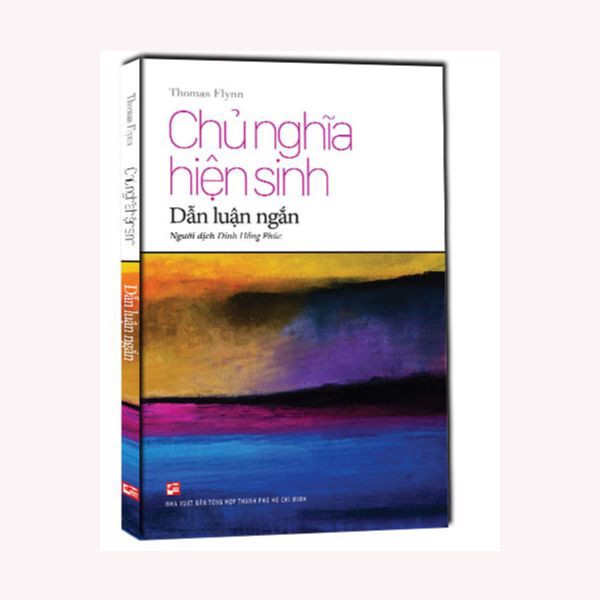 Thomas Flynn
Chủ nghĩa
hiện sinh
Dẫn luận ngắn
Người dịch Đinh Hồng Phúc
NHÀ XUẤT BẢN TỔNG HỢP THÀNH PHỐ HỒ CHÍ MINH
Thomas Flynn
Chủ nghĩa hiện sinh
Dẫn luận ngắn